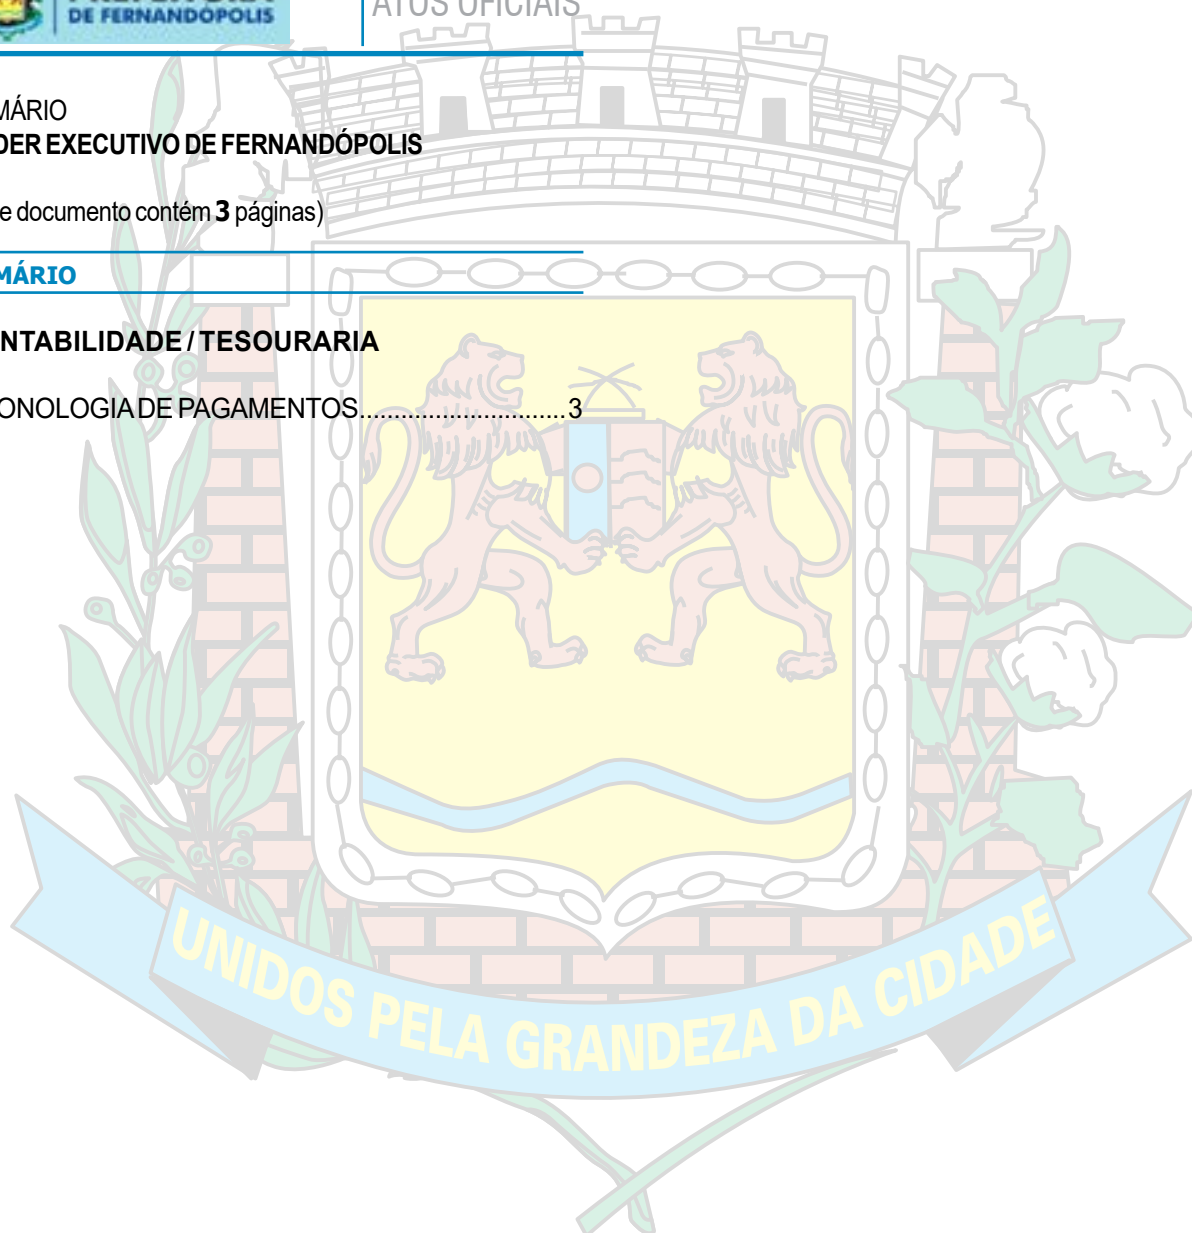 DE FERNANDÓPOLIS
ATOS OFICIAIS
MÁRIO
DER EXECUTIVO DE FERNANDÓPOLIS
e documento contém 3 páginas)
MÁRIO
NTABILIDADE / TESOURARIA
ONOLOGIA DE PAGAMENTOS..............................3
UNIDOS PELA GRANDEZA DA CIDADE